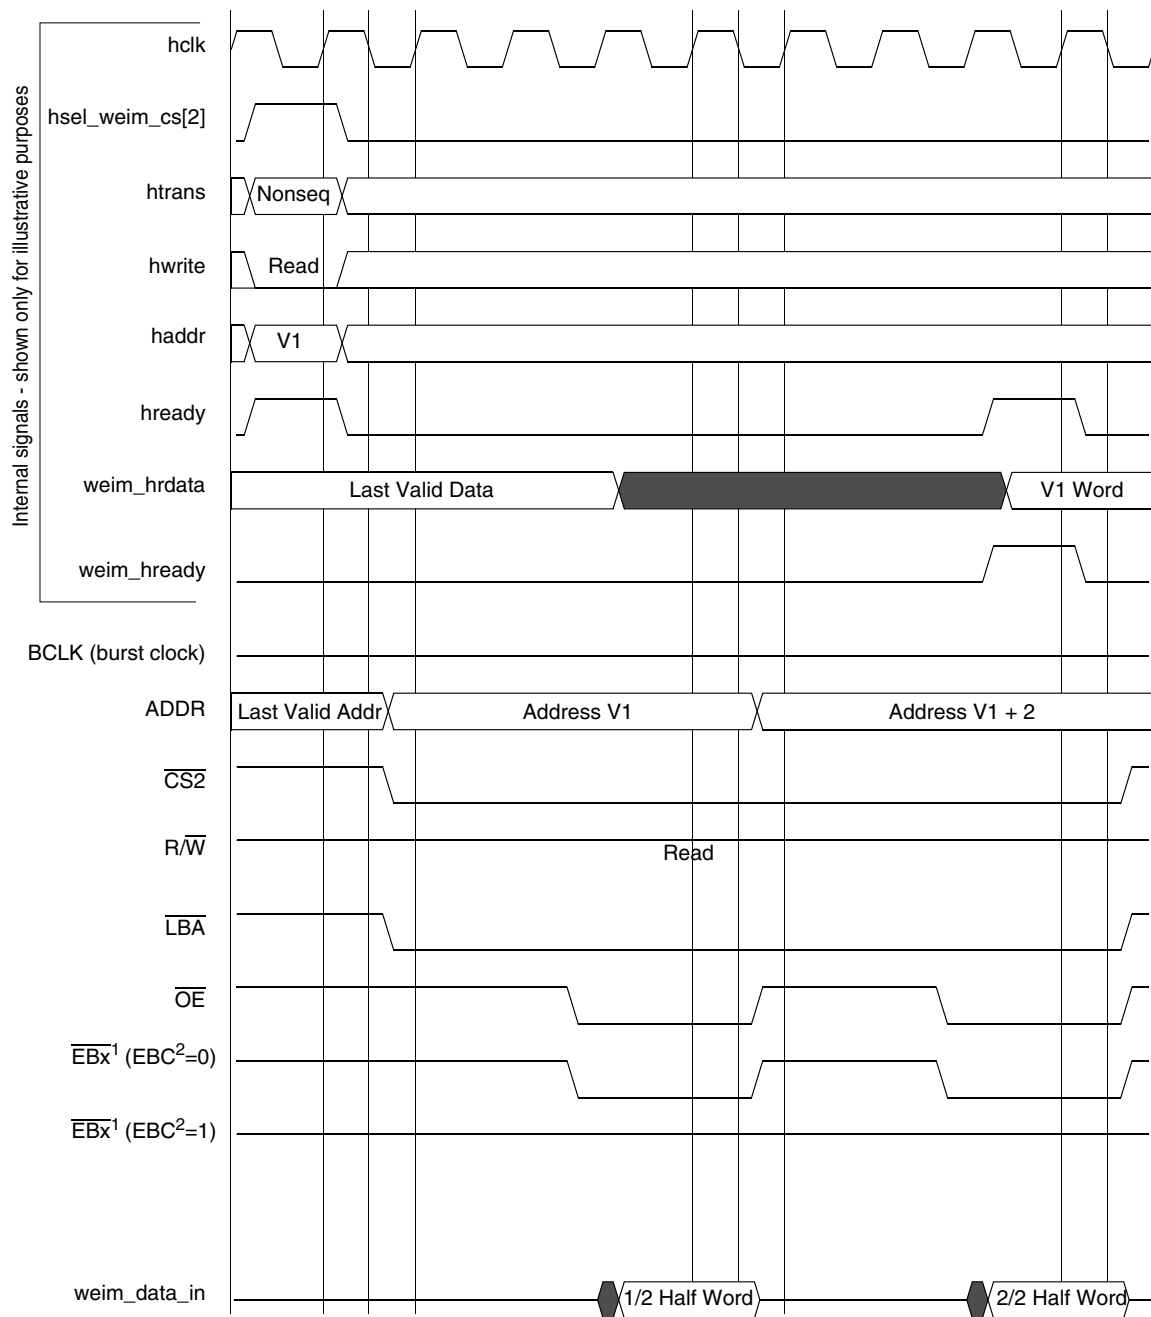 Internal signals - shown only for illustrative purposes
hclk
hsel_weim_cs[2]
htrans
Nonseq
hwrite
Read
haddr
V1
hready
weim_hrdata
Last Valid Data
V1 Word
weim_hready
BCLK (burst clock)
ADDR
Last Valid Addr
Address V1
Address V1 + 2
CS2
R/W
Read
LBA
OE
EBx1 (EBC2=0)
EBx1 (EBC2=1)
weim_data_in
1/2 Half Word
2/2 Half Word